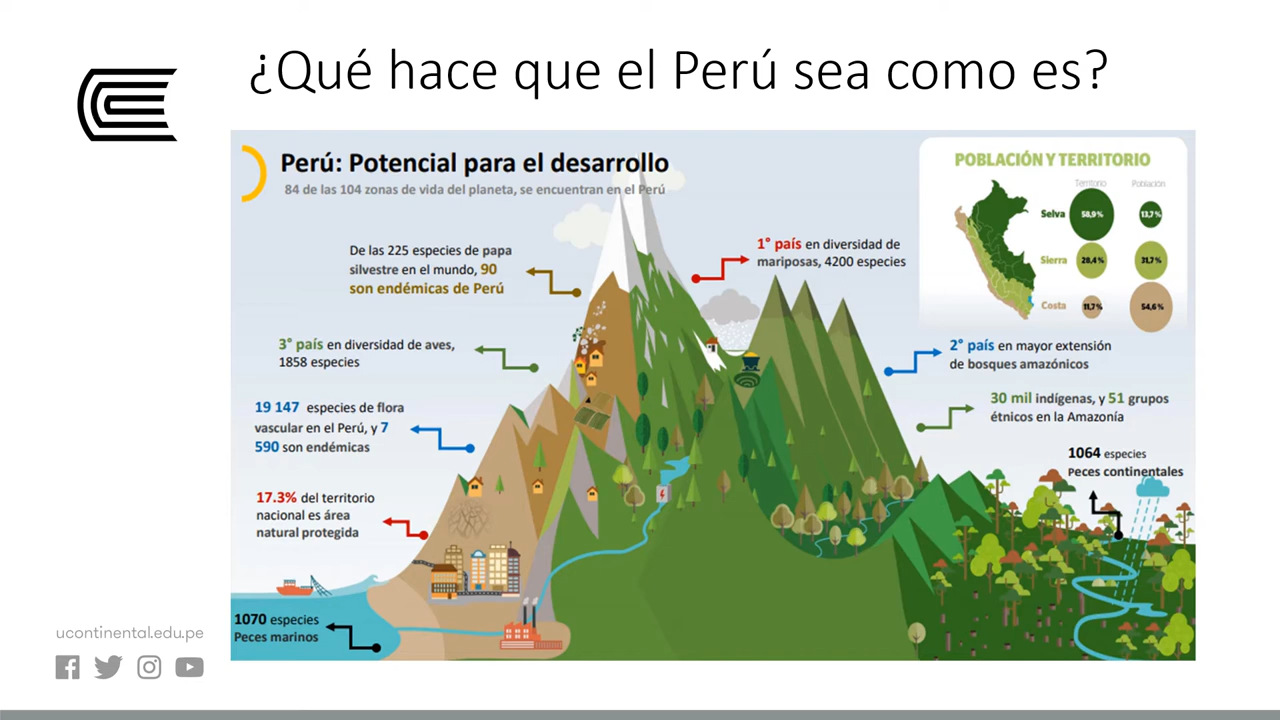 ¿Qué hace que el Perú sea como es?
Perú: Potencial para el desarrollo
84 de las 104 zonas de vida del planeta, se encuentran en el Perú
De las 225 especies de papa
silvestre en el mundo, 90
son endémicas de Perú
3° país en diversidad de aves,
1858 especies
19 147 especies de flora
vascular en el Perú, y 7
590 son endémicas
17.3% del territorio
nacional es área
natural protegida
1070 especies
Peces marinos
1° país en diversidad de
mariposas, 4200 especies
POBLACIÓN Y TERRITORIO
Territorio Población
Selva 58,9% 13,7%
Sierra 28,4% 31,7%
Costa 11,7% 54,6%
2° país en mayor extensión
de bosques amazónicos
30 mil indígenas, y 51 grupos
étnicos en la Amazonía
1064 especies
Peces continentales
ucontinental.edu.pe